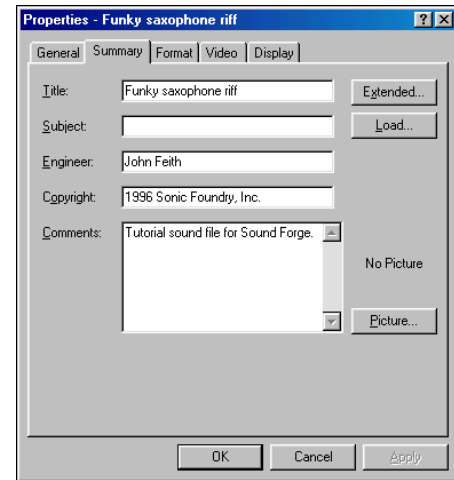 Properties - Funky saxophone riff
General Summary Format Video Display
Title: Funky saxophone riff Extended...
Subject: Load...
Engineer: John Feith
Copyright: 1996 Sonic Foundry, Inc.
Comments: Tutorial sound file for Sound Forge.
No Picture
Picture...
OK Cancel Apply